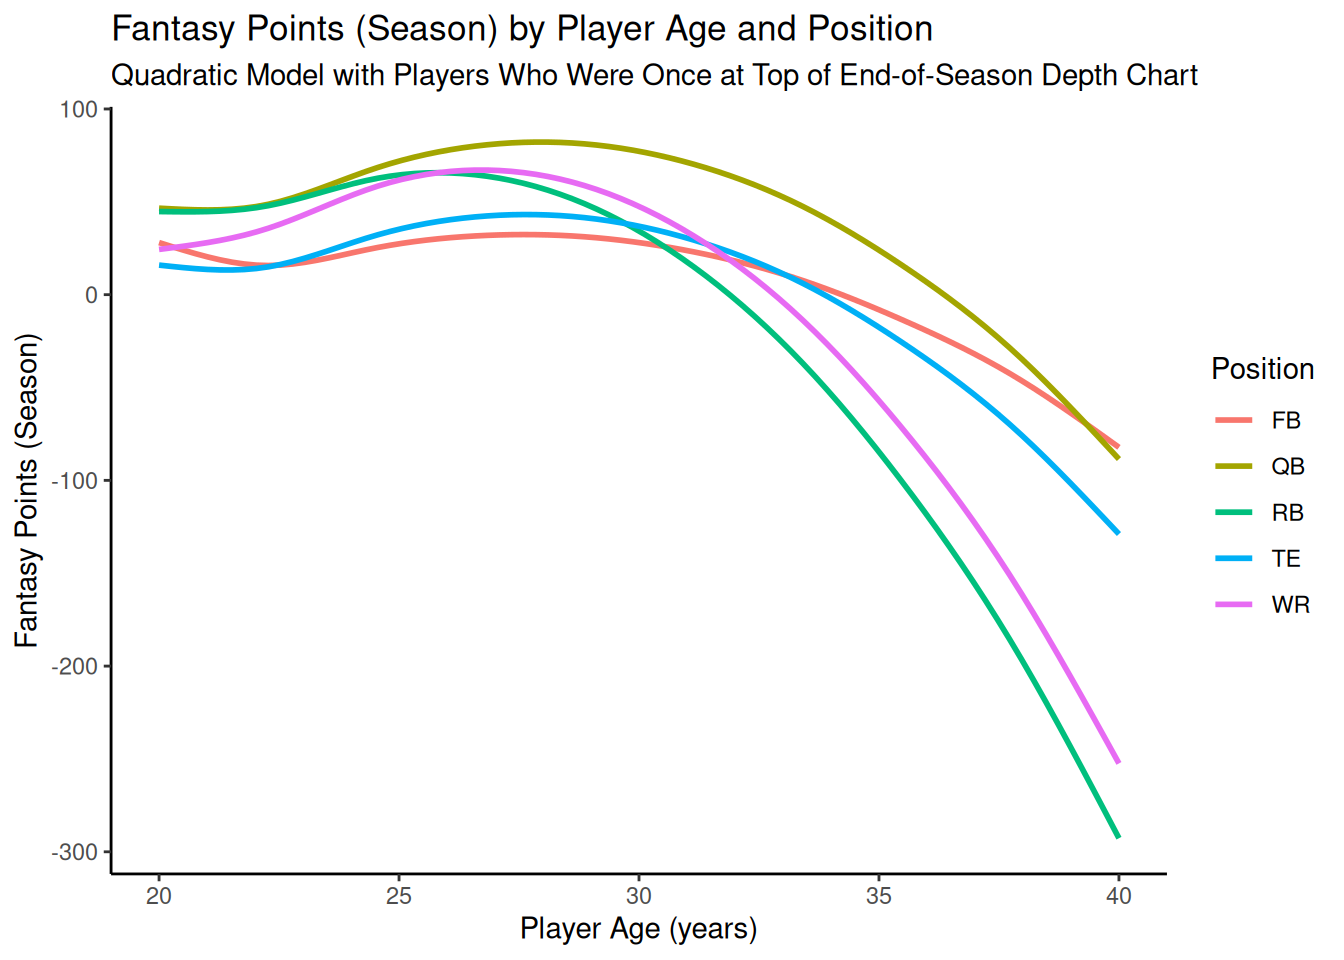 Fantasy Points (Season) by Player Age and Position
Quadratic Model with Players Who Were Once at Top of End-of-Season Depth Chart
100
0
-100
-200
-300
Fantasy Points (Season)
20 25 30 35 40
Player Age (years)
Position
FB
QB
RB
TE
WR